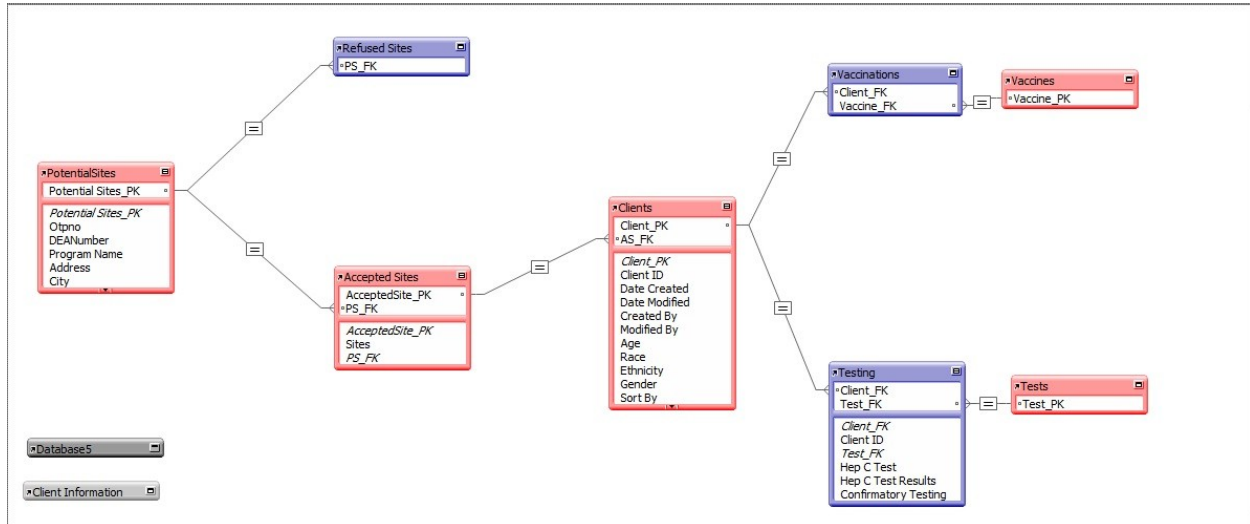 Refused Sites
PS_FK
Vaccinations
Client_FK
Vaccine_FK
Vaccines
Vaccine_PK
PotentialSites
Potential Sites_PK
Potential Sites_PK
Otpno
DEANumber
Program Name
Address
City
Accepted Sites
AcceptedSite_PK
PS_FK
AcceptedSite_PK
Sites
PS_FK
Clients
Client_PK
AS_FK
Client_PK
Client ID
Date Created
Date Modified
Created By
Modified By
Age
Race
Ethnicity
Gender
Sort By
Testing
Client_FK
Test_FK
Client_FK
Client ID
Test_FK
Hep C Test
Hep C Test Results
Confirmatory Testing
Tests
Test_PK
Database5
Client Information